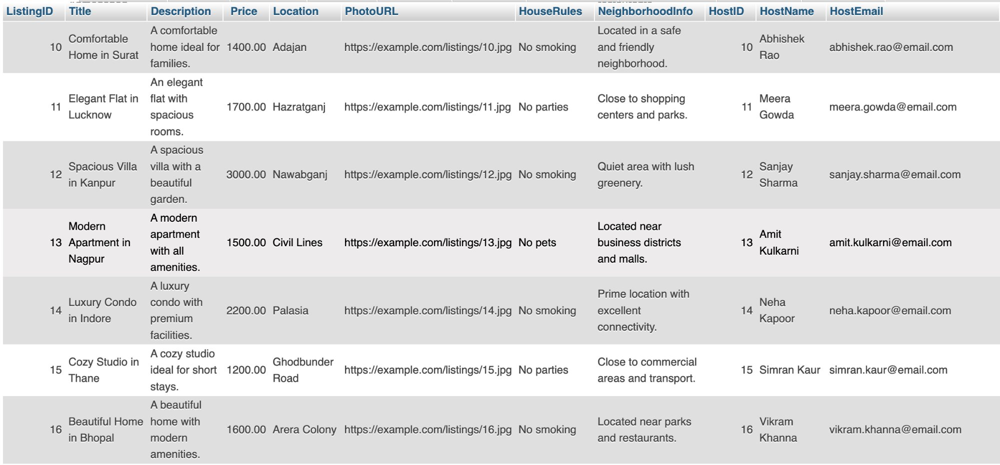 ListingID Title Description Price Location PhotoURL HouseRules NeighborhoodInfo HostID HostName HostEmail
10 Comfortable Home in Surat A comfortable home ideal for families. 1400.00 Adajan https://example.com/listings/10.jpg No smoking Located in a safe and friendly neighborhood. 10 Abhishek Rao abhishek.rao@email.com
11 Elegant Flat in Lucknow An elegant flat with spacious rooms. 1700.00 Hazratganj https://example.com/listings/11.jpg No parties Close to shopping centers and parks. 11 Meera Gowda meera.gowda@email.com
12 Spacious Villa in Kanpur A spacious villa with a beautiful garden. 3000.00 Nawabganj https://example.com/listings/12.jpg No smoking Quiet area with lush greenery. 12 Sanjay Sharma sanjay.sharma@email.com
13 Modern Apartment in Nagpur A modern apartment with all amenities. 1500.00 Civil Lines https://example.com/listings/13.jpg No pets Located near business districts and malls. 13 Amit Kulkarni amit.kulkarni@email.com
14 Luxury Condo in Indore A luxury condo with premium facilities. 2200.00 Palasia https://example.com/listings/14.jpg No smoking Prime location with excellent connectivity. 14 Neha Kapoor neha.kapoor@email.com
15 Cozy Studio in Thane A cozy studio ideal for short stays. 1200.00 Ghodbunder Road https://example.com/listings/15.jpg No parties Close to commercial areas and transport. 15 Simran Kaur simran.kaur@email.com
16 Beautiful Home in Bhopal A beautiful home with modern amenities. 1600.00 Arera Colony https://example.com/listings/16.jpg No smoking Located near parks and restaurants. 16 Vikram Khanna vikram.khanna@email.com